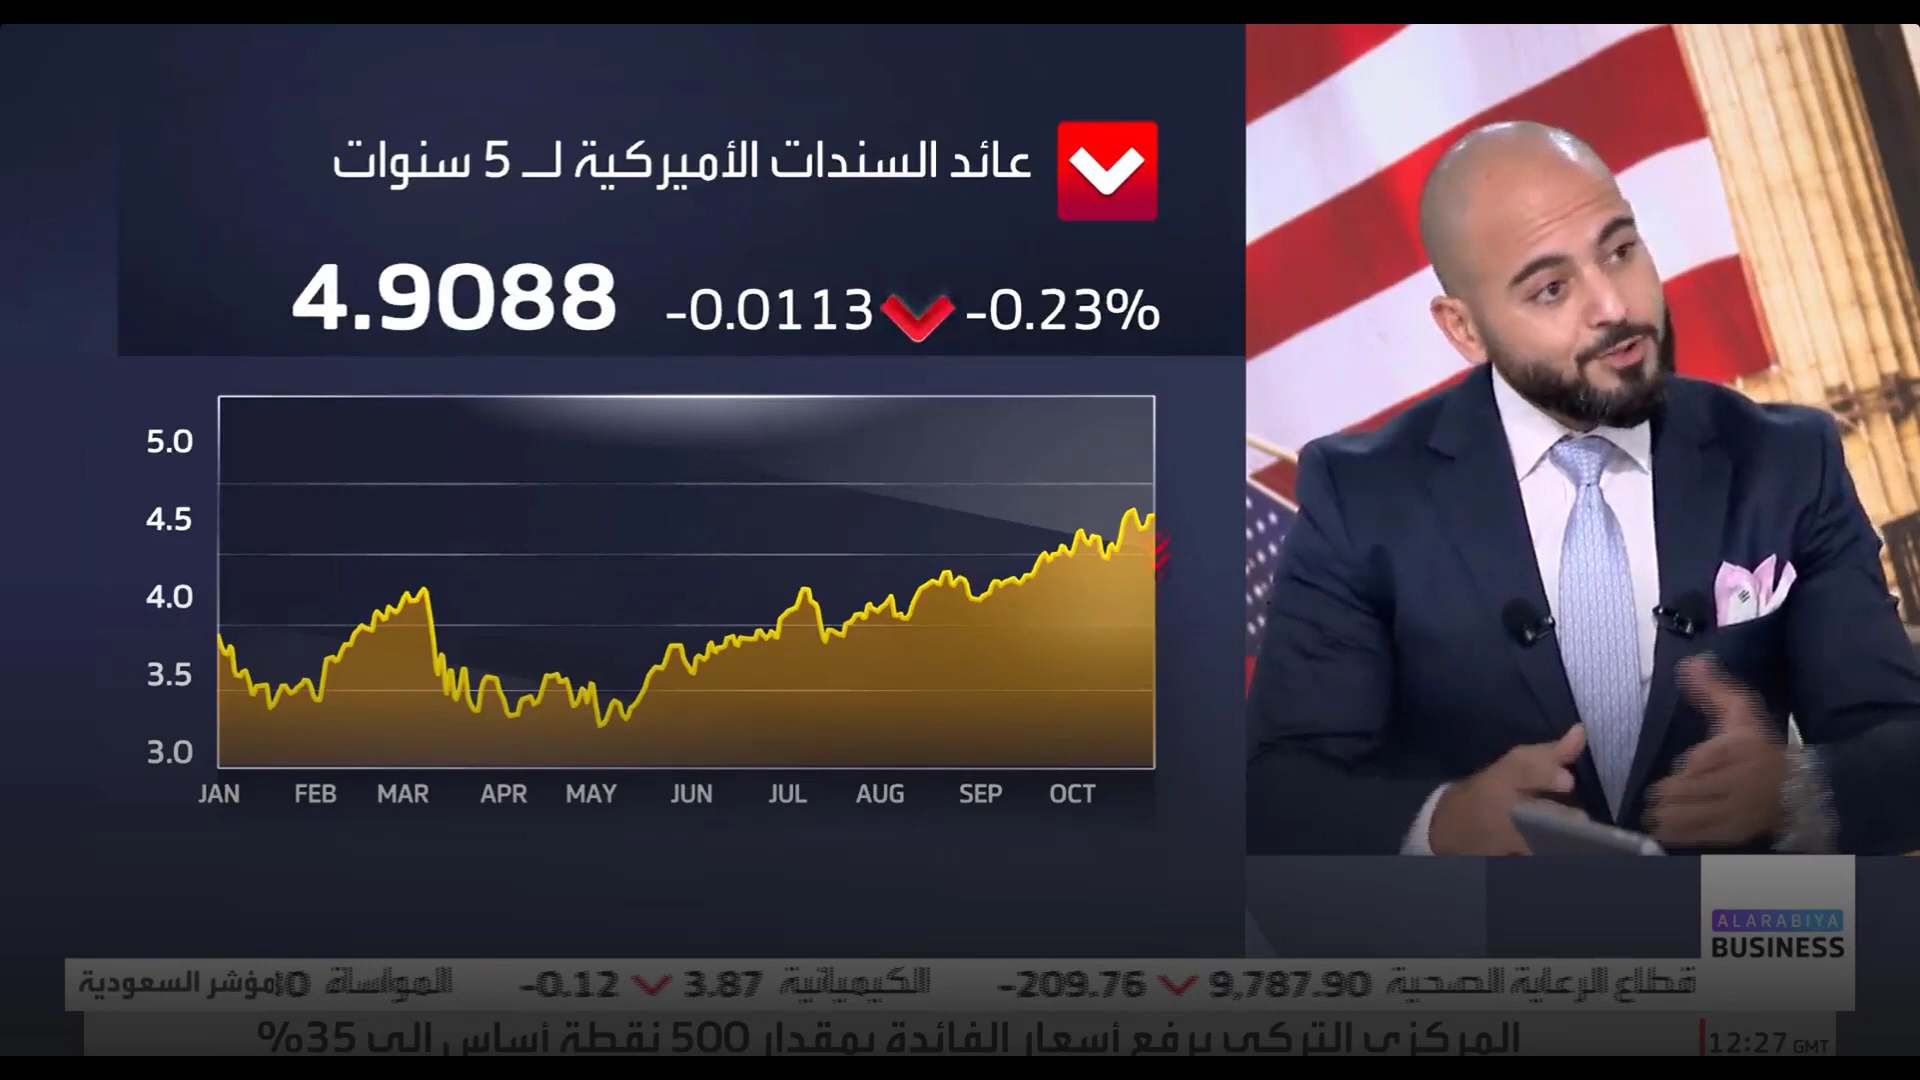 عائد السندات الأميركية لـ 5 سنوات
4.9088 -0.0113 -0.23%
5.0
4.5
4.0
3.5
3.0
JAN FEB MAR APR MAY JUN JUL AUG SEP OCT
ALARABIYA
BUSINESS
قطاع الرعاية الصحية 9,787.90 -209.76 الكيميائية 3.87 -0.12 المواساة مؤشر السعودية
المركزي التركي يرفع أسعار الفائدة بمقدار 500 نقطة أساس إلى 35%
12:27 GMT